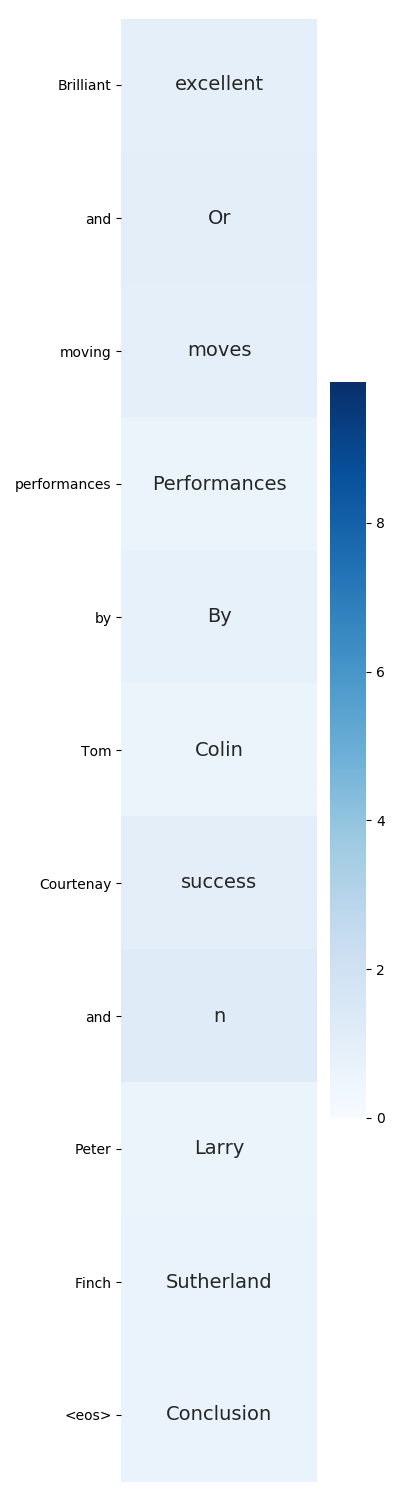 Brilliant excellent
and Or
moving moves
performances Performances
8
by By
6
Tom Colin
4
Courtenay success
2
and n
0
Peter Larry
Finch Sutherland
<eos> Conclusion